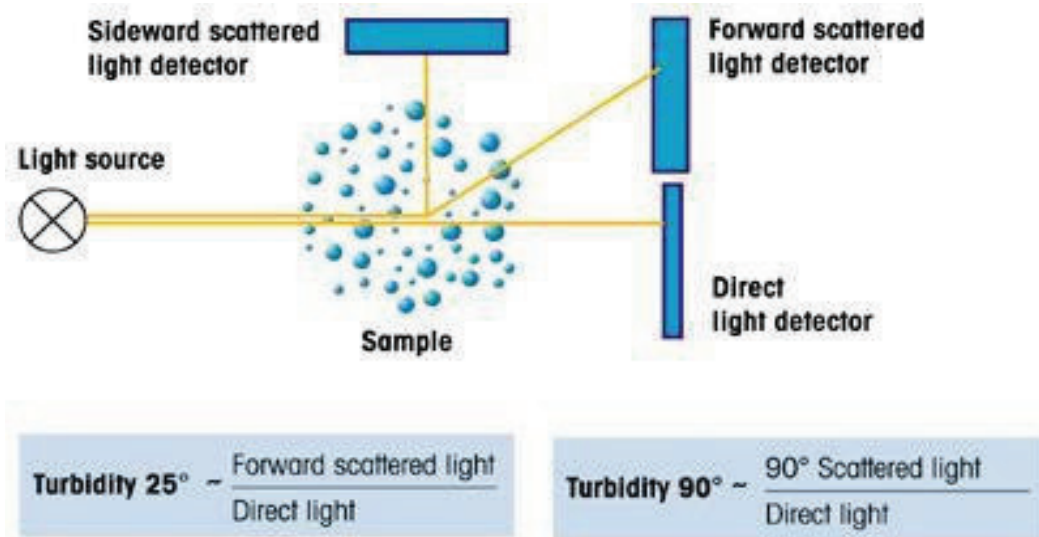 Sideward scattered
light detector
Forward scattered
light detector
Light source
Direct
light detector
Sample
Turbidity 25° ~ Forward scattered light
Direct light
Turbidity 90° ~ 90° Scattered light
Direct light